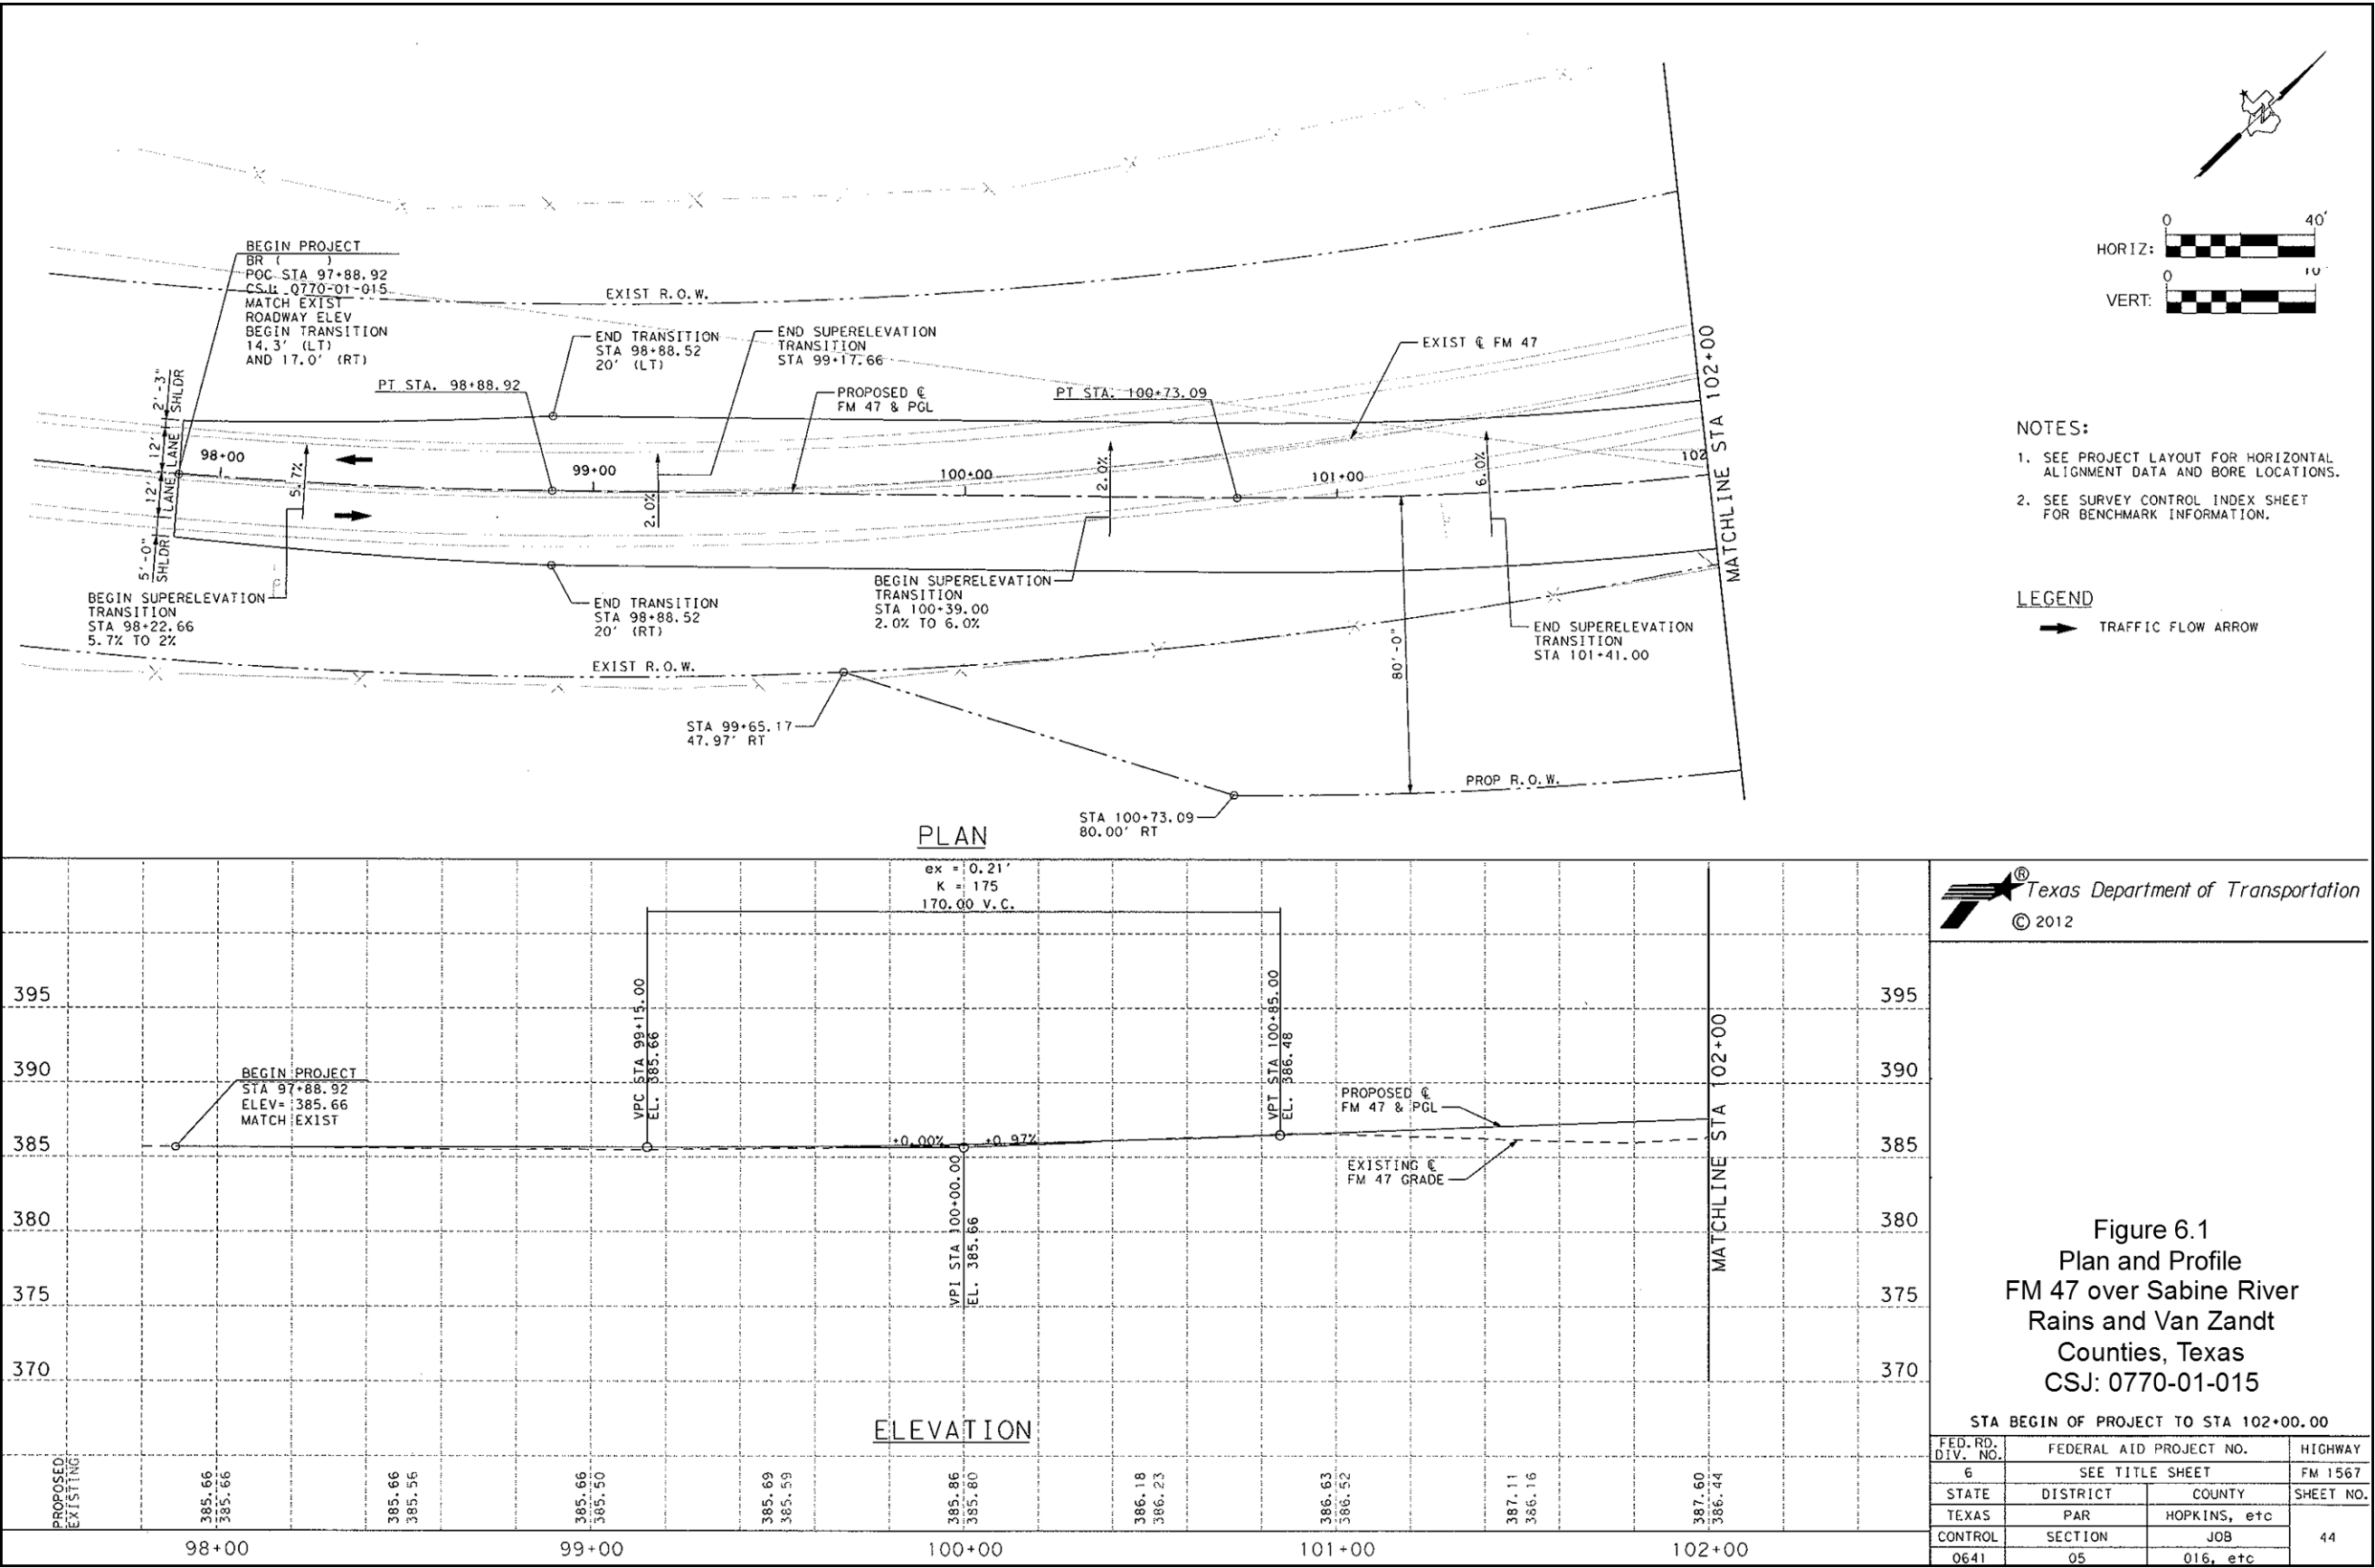 BEGIN PROJECT
BR (        )
POC STA 97+88.92
CSJ: 0770-01-015
MATCH EXIST
ROADWAY ELEV
BEGIN TRANSITION
14.3' (LT)
AND 17.0' (RT)
EXIST R.O.W.
END TRANSITION
STA 98+88.52
20' (LT)
END SUPERELEVATION
TRANSITION
STA 99+17.66
EXIST ℄ FM 47
PT STA. 98+88.92
PROPOSED ℄
FM 47 & PGL
PT STA. 100+73.09
2'-3"
SHLDR
12'
LANE
12'
LANE
5'-0"
SHLDR
98+00
99+00
100+00
101+00
102
5.7%
2.0%
2.0%
6.0%
MATCHLINE STA 102+00
BEGIN SUPERELEVATION
TRANSITION
STA 98+22.66
5.7% TO 2%
END TRANSITION
STA 98+88.52
20' (RT)
BEGIN SUPERELEVATION
TRANSITION
STA 100+39.00
2.0% TO 6.0%
END SUPERELEVATION
TRANSITION
STA 101+41.00
EXIST R.O.W.
80'-0"
STA 99+65.17
47.97' RT
PROP R.O.W.
STA 100+73.09
80.00' RT
PLAN
N
0 40'
HORIZ:
0 10'
VERT:
NOTES:
1. SEE PROJECT LAYOUT FOR HORIZONTAL
ALIGNMENT DATA AND BORE LOCATIONS.
2. SEE SURVEY CONTROL INDEX SHEET
FOR BENCHMARK INFORMATION.
LEGEND
TRAFFIC FLOW ARROW
ex = 0.21'
K = 175
170.00 V.C.
395
390
385
380
375
370
BEGIN PROJECT
STA 97+88.92
ELEV= 385.66
MATCH EXIST
VPC STA 99+15.00
EL. 385.66
+0.00%
+0.97%
VPI STA 100+00.00
EL. 385.66
VPT STA 100+85.00
EL. 386.48
PROPOSED ℄
FM 47 & PGL
EXISTING ℄
FM 47 GRADE
MATCHLINE STA 102+00
395
390
385
380
375
370
ELEVATION
PROPOSED
EXISTING
385.66
385.66
385.66
385.56
385.66
385.50
385.69
385.59
385.86
385.80
386.18
386.23
386.63
386.52
387.11
386.16
387.60
386.44
98+00
99+00
100+00
101+00
102+00
® Texas Department of Transportation
© 2012
Figure 6.1
Plan and Profile
FM 47 over Sabine River
Rains and Van Zandt
Counties, Texas
CSJ: 0770-01-015
STA BEGIN OF PROJECT TO STA 102+00.00
FED.RD. DIV. NO. FEDERAL AID PROJECT NO. HIGHWAY
6 SEE TITLE SHEET FM 1567
STATE DISTRICT COUNTY SHEET NO.
TEXAS PAR HOPKINS, etc
CONTROL SECTION JOB 44
0641 05 016, etc